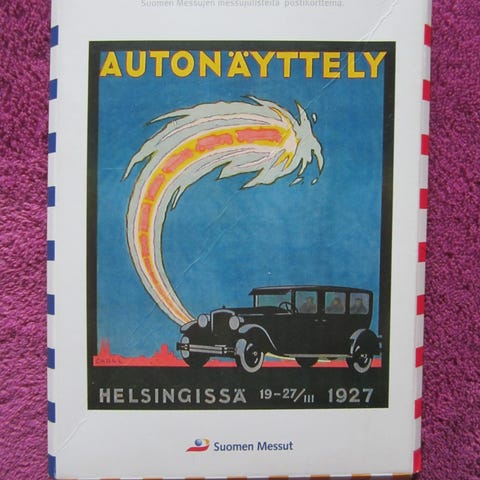 Suomen Messujen messujulisteita postikortteina.
AUTONÄYTTELY
HELSINGISSÄ 19-27/III 1927
Suomen Messut